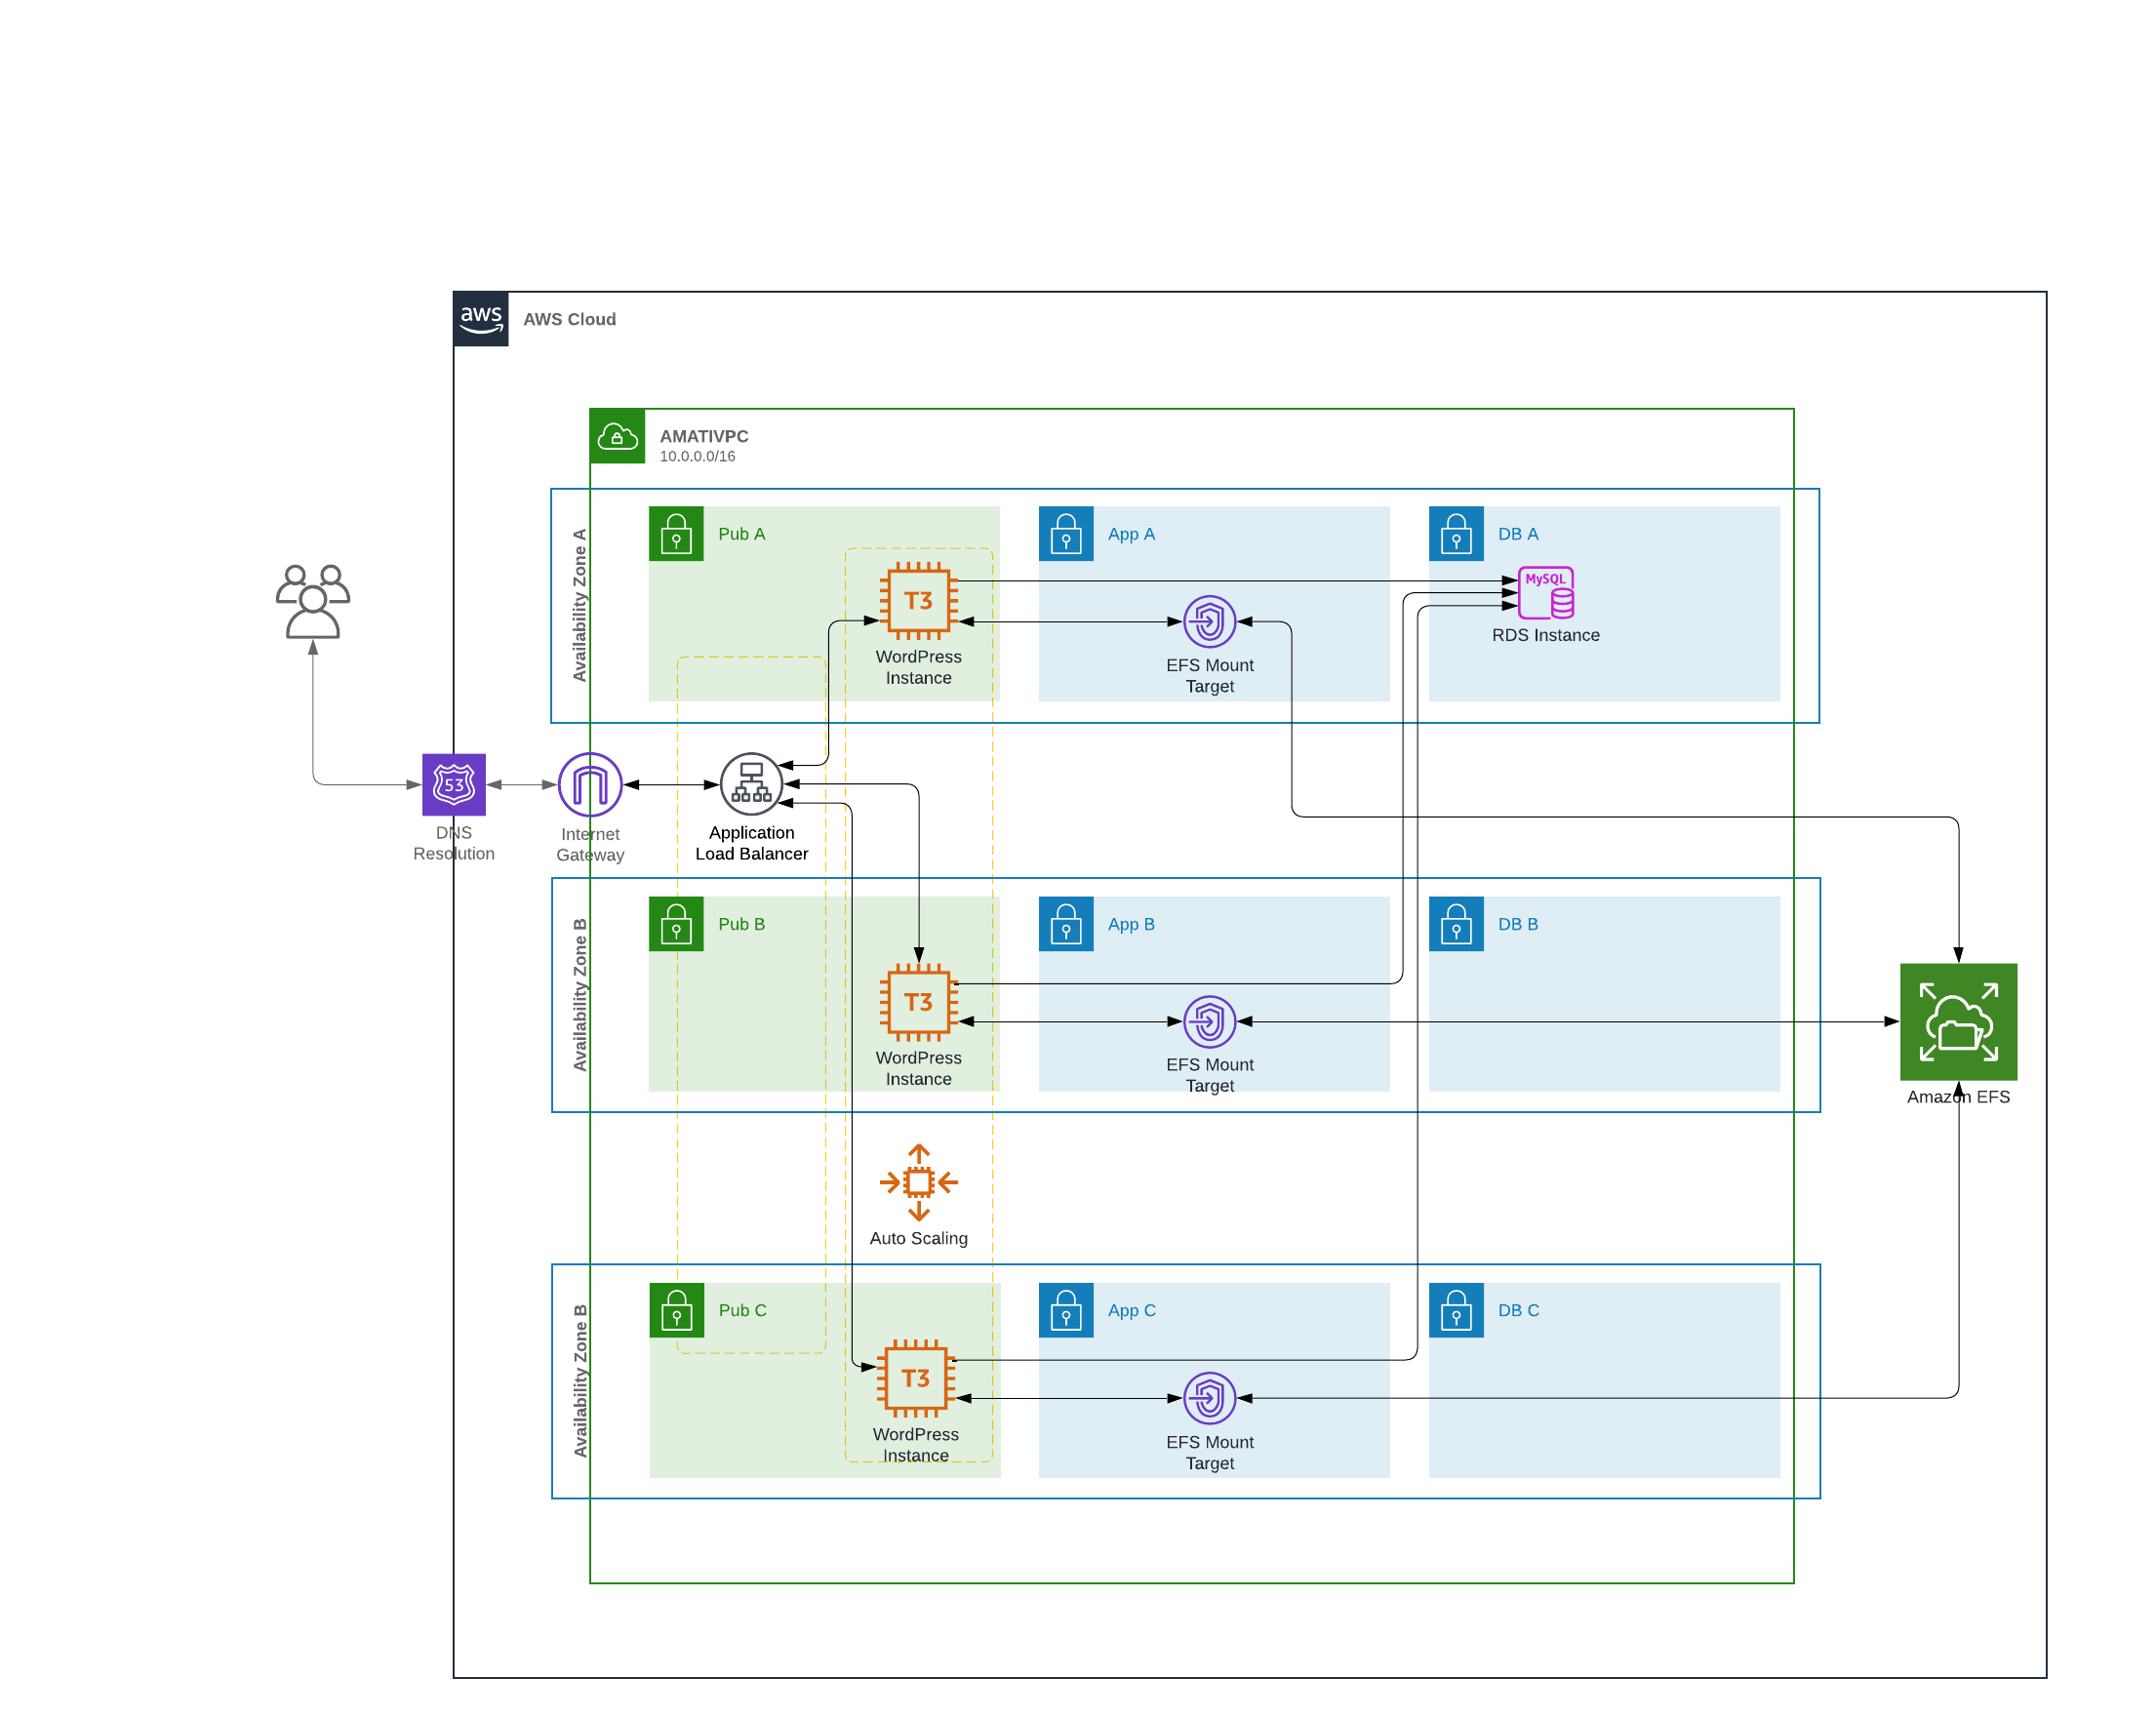 aws
AWS Cloud
AMATIVPC
10.0.0.0/16
Availability Zone A
Pub A
App A
DB A
T3
WordPress
Instance
EFS Mount
Target
MySQL
RDS Instance
53
DNS
Resolution
Internet
Gateway
Application
Load Balancer
Availability Zone B
Pub B
App B
DB B
T3
WordPress
Instance
EFS Mount
Target
Amazon EFS
Auto Scaling
Availability Zone B
Pub C
App C
DB C
T3
WordPress
Instance
EFS Mount
Target